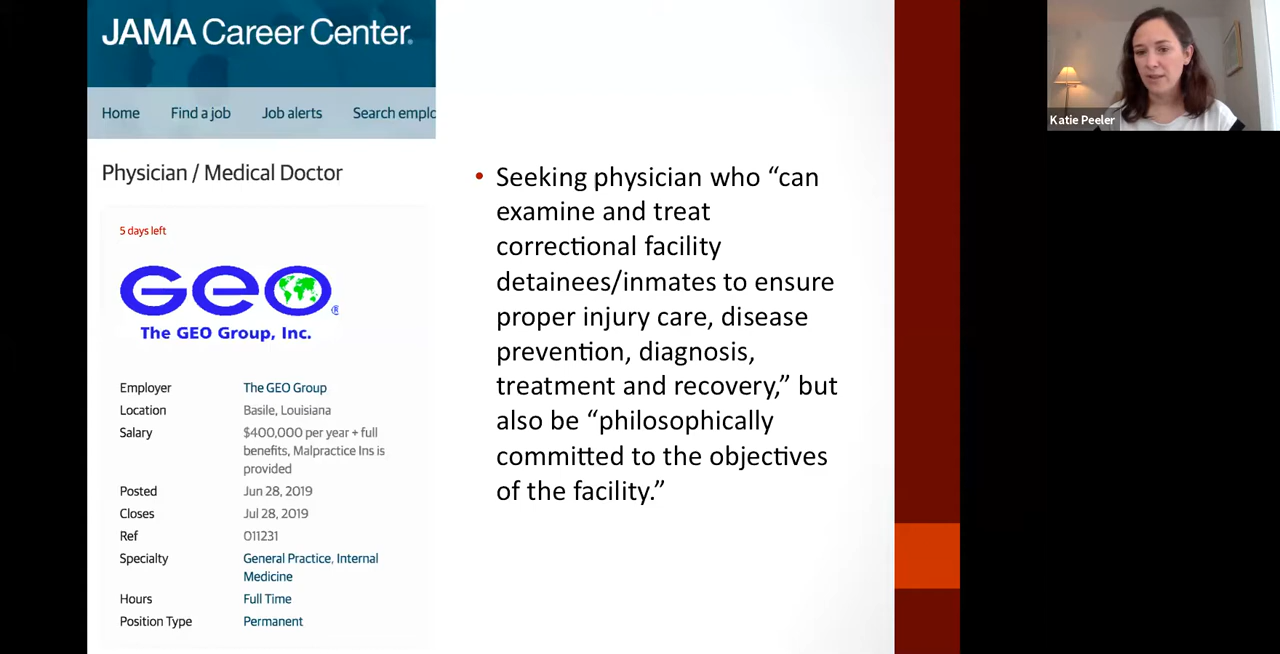 JAMA Career Center®
Home Find a job Job alerts Search emplo
Physician / Medical Doctor
5 days left
GEO®
The GEO Group, Inc.
Employer The GEO Group
Location Basile, Louisiana
Salary $400,000 per year + full
benefits, Malpractice Ins is
provided
Posted Jun 28, 2019
Closes Jul 28, 2019
Ref 011231
Specialty General Practice, Internal
Medicine
Hours Full Time
Position Type Permanent
• Seeking physician who “can
examine and treat
correctional facility
detainees/inmates to ensure
proper injury care, disease
prevention, diagnosis,
treatment and recovery,” but
also be “philosophically
committed to the objectives
of the facility.”
Katie Peeler